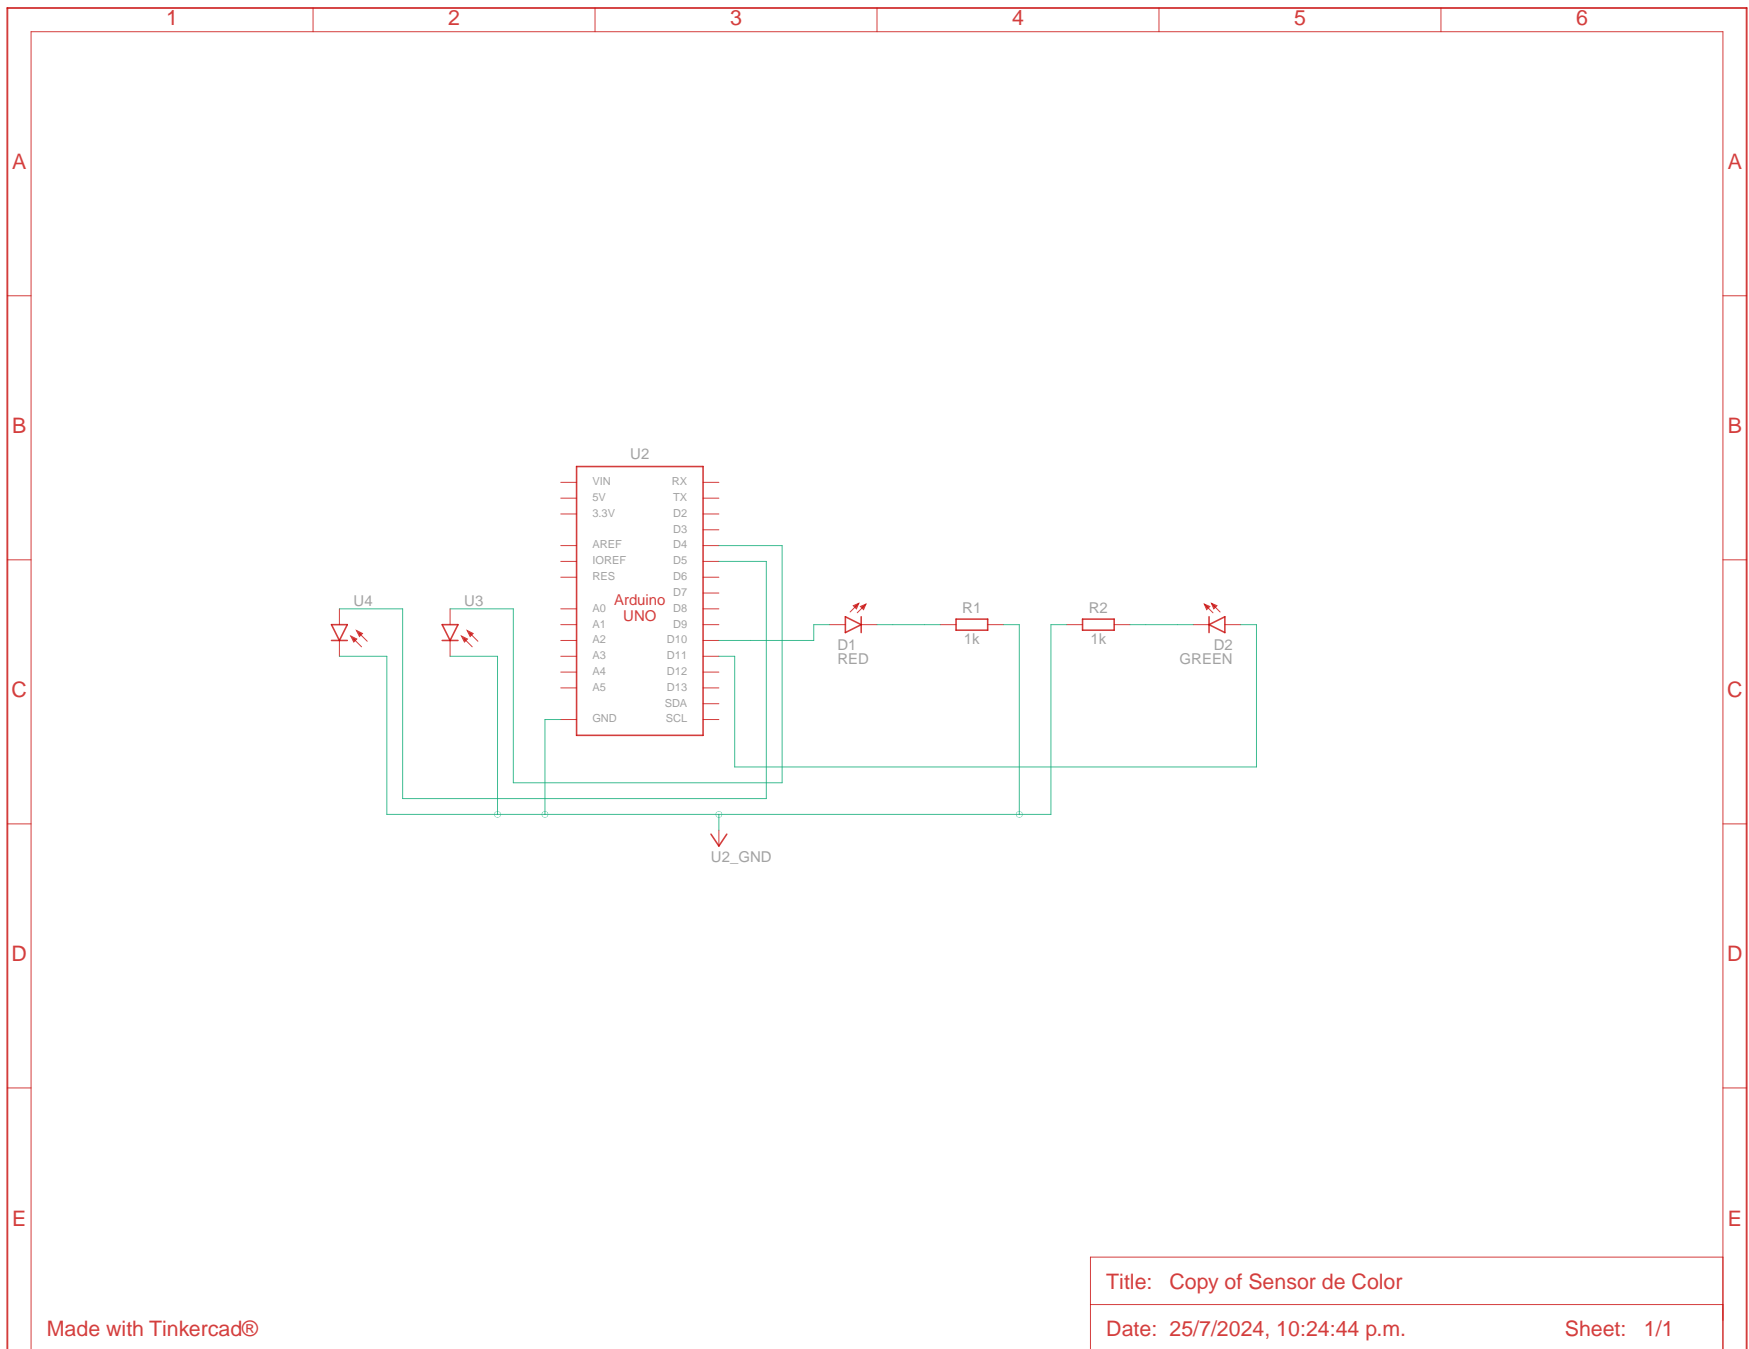 1 2 3 4 5 6
A A
B B
U2
VIN RX
5V TX
3.3V D2
D3
AREF D4
IOREF D5
RES D6
D7
Arduino
UNO
A0 D8
A1 D9
A2 D10
A3 D11
A4 D12
A5 D13
SDA
GND SCL
U4 U3
D1
RED
R1
1k
R2
1k
D2
GREEN
C C
U2_GND
D D
E E
Title: Copy of Sensor de Color
Made with Tinkercad®
Date: 25/7/2024, 10:24:44 p.m. Sheet: 1/1